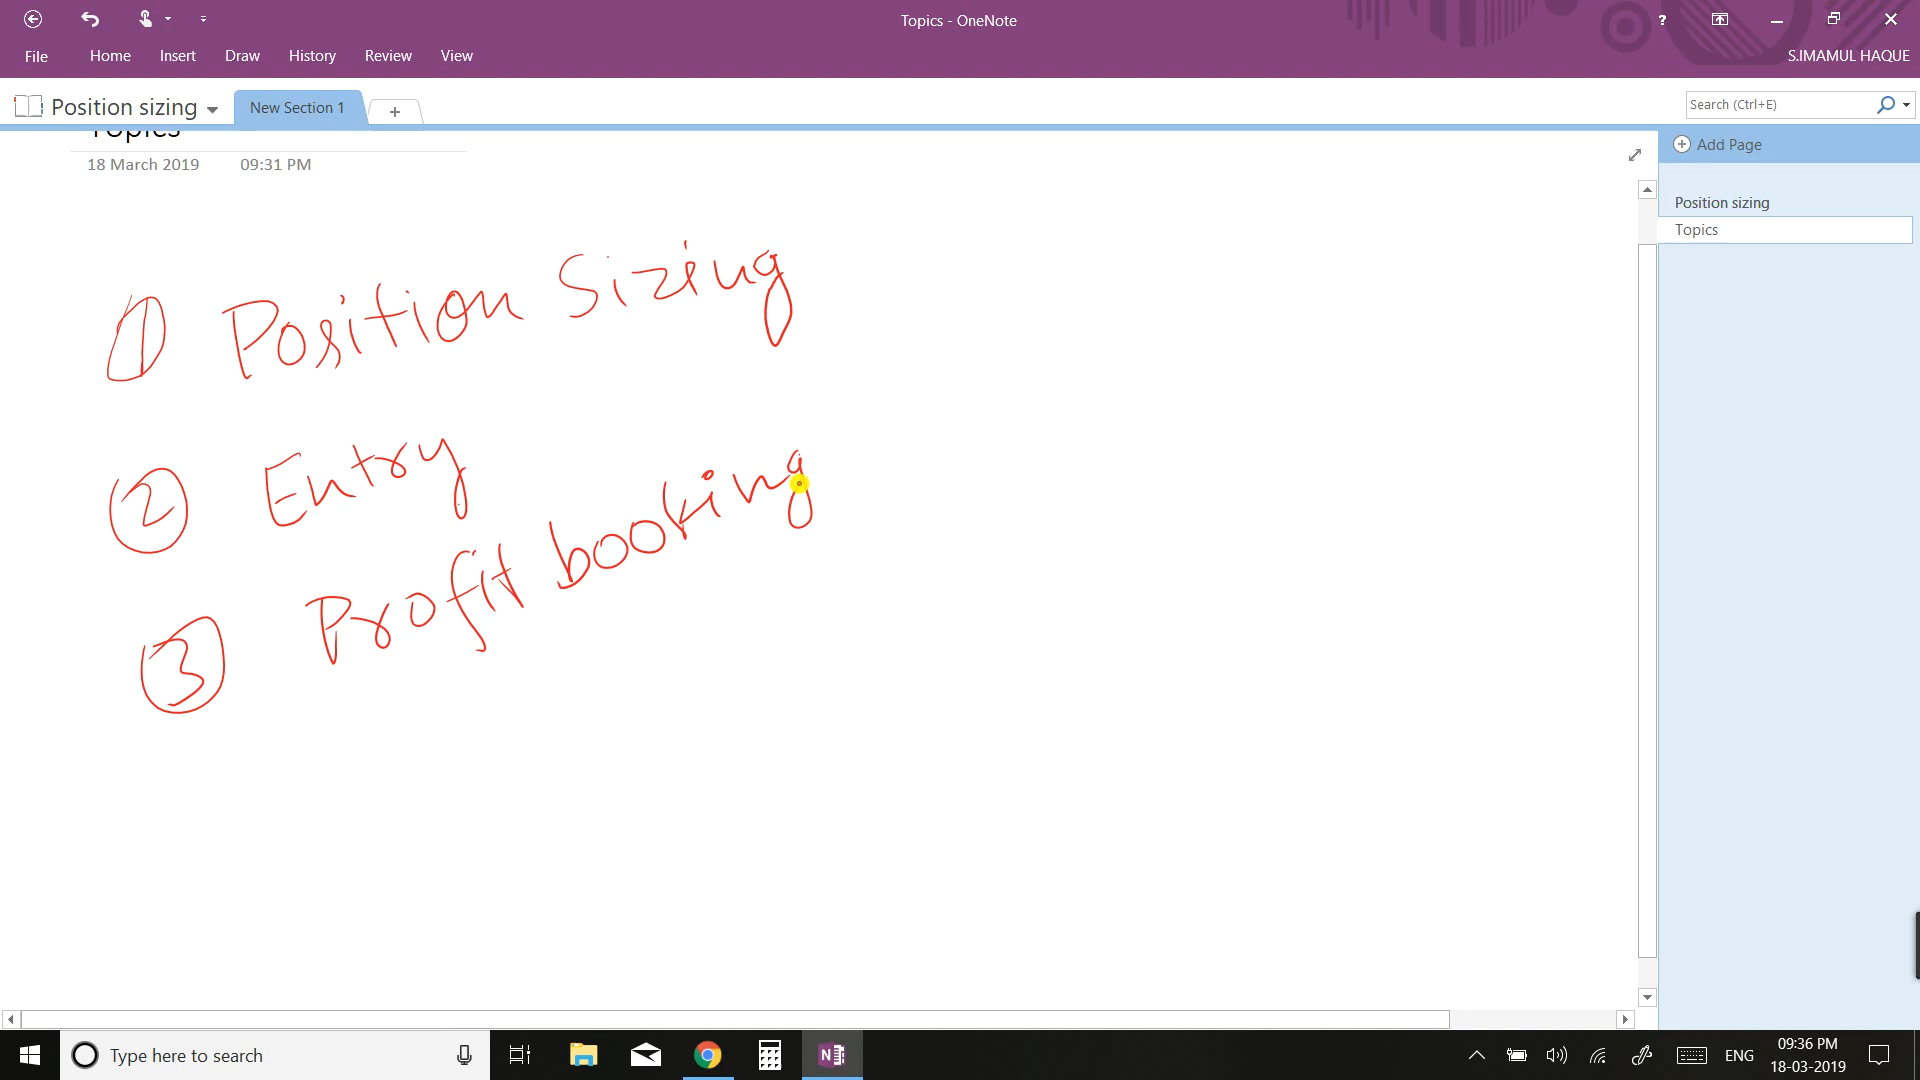 Topics - OneNote
File Home Insert Draw History Review View
S.IMAMUL HAQUE
Position sizing New Section 1
Search (Ctrl+E)
Topics
18 March 2019 09:31 PM
Add Page
Position sizing
Topics
1 Position Sizing
2 Entry
3 Profit booking
Type here to search
ENG
09:36 PM
18-03-2019